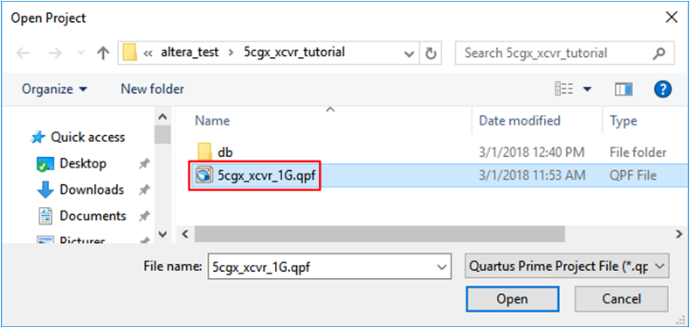 Open Project
« altera_test > 5cgx_xcvr_tutorial
Search 5cgx_xcvr_tutorial
Organize
New folder
Name Date modified Type
Quick access
Desktop
Downloads
Documents
Pictures
db 3/1/2018 12:40 PM File folder
5cgx_xcvr_1G.qpf 3/1/2018 11:53 AM QPF File
File name: 5cgx_xcvr_1G.qpf Quartus Prime Project File (*.qp
Open Cancel